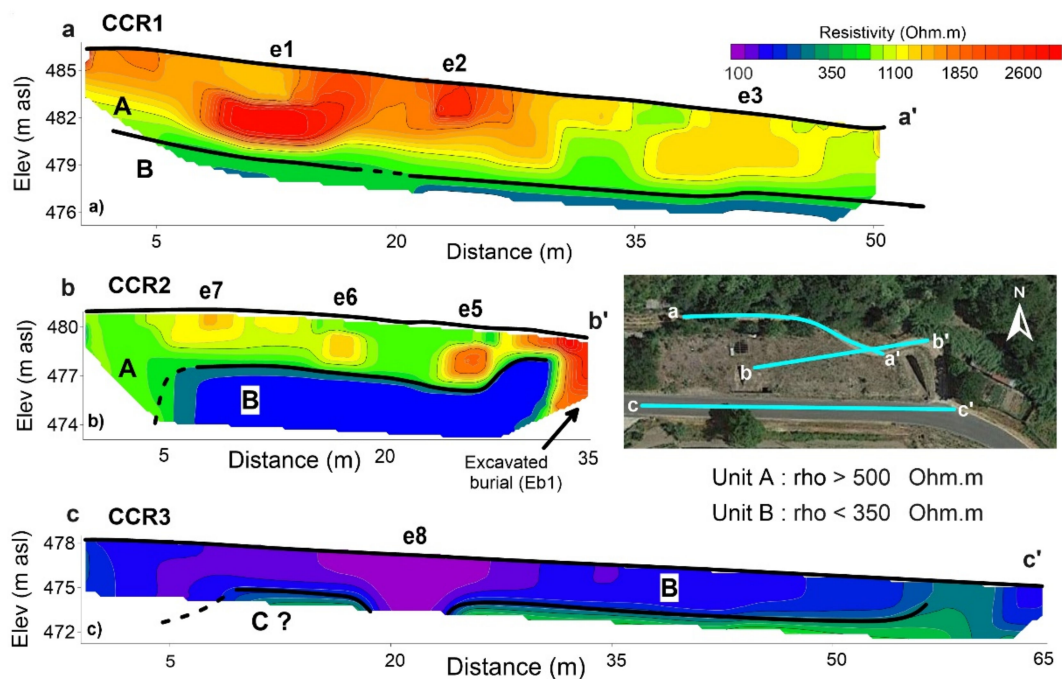 a CCR1
Resistivity (Ohm.m)
100 350 1100 1850 2600
e1 e2 e3
a'
Elev (m asl)
485
482
479
476
A
B
a)
5 20 35 50
Distance (m)
b CCR2
e7 e6 e5
b'
Elev (m asl)
480
477
474
A
B
b)
5 20 35
Distance (m)
Excavated
burial (Eb1)
N
a
b'
a'
b
c c'
Unit A : rho > 500 Ohm.m
Unit B : rho < 350 Ohm.m
c CCR3
e8
c'
Elev (m asl)
478
475
472
B
C ?
c)
5 20 35 50 65
Distance (m)